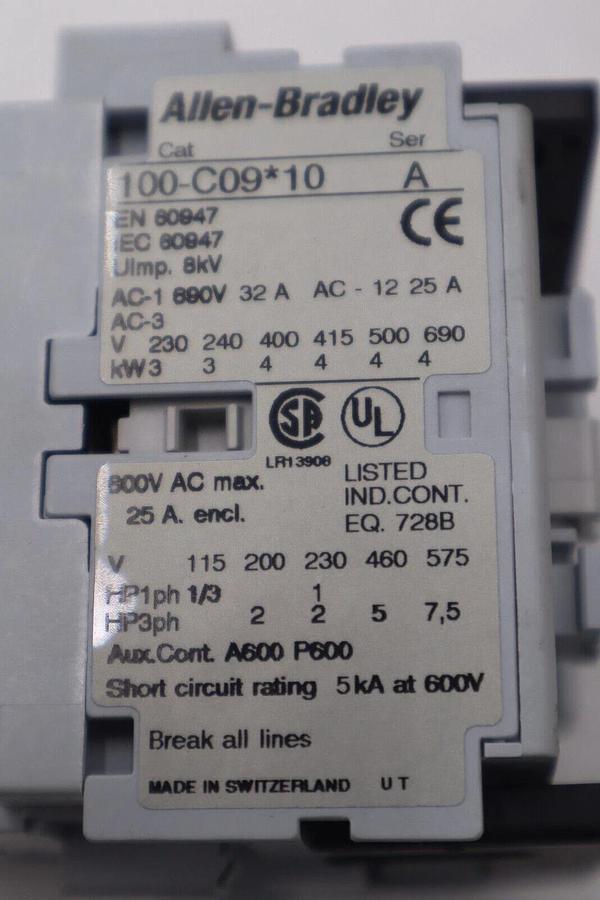 Allen-Bradley
Cat Ser
100-C09*10 A
EN 60947
IEC 60947
CE
UImp. 8kV
AC-1 690V 32 A AC - 12 25 A
AC-3
V 230 240 400 415 500 690
kW 3 3 4 4 4 4
SA UL
LR13908
600V AC max.
25 A. encl.
LISTED
IND.CONT.
EQ. 728B
V 115 200 230 460 575
HP1ph 1/3 1
HP3ph 2 2 5 7,5
Aux.Cont. A600 P600
Short circuit rating 5kA at 600V
Break all lines
MADE IN SWITZERLAND U T